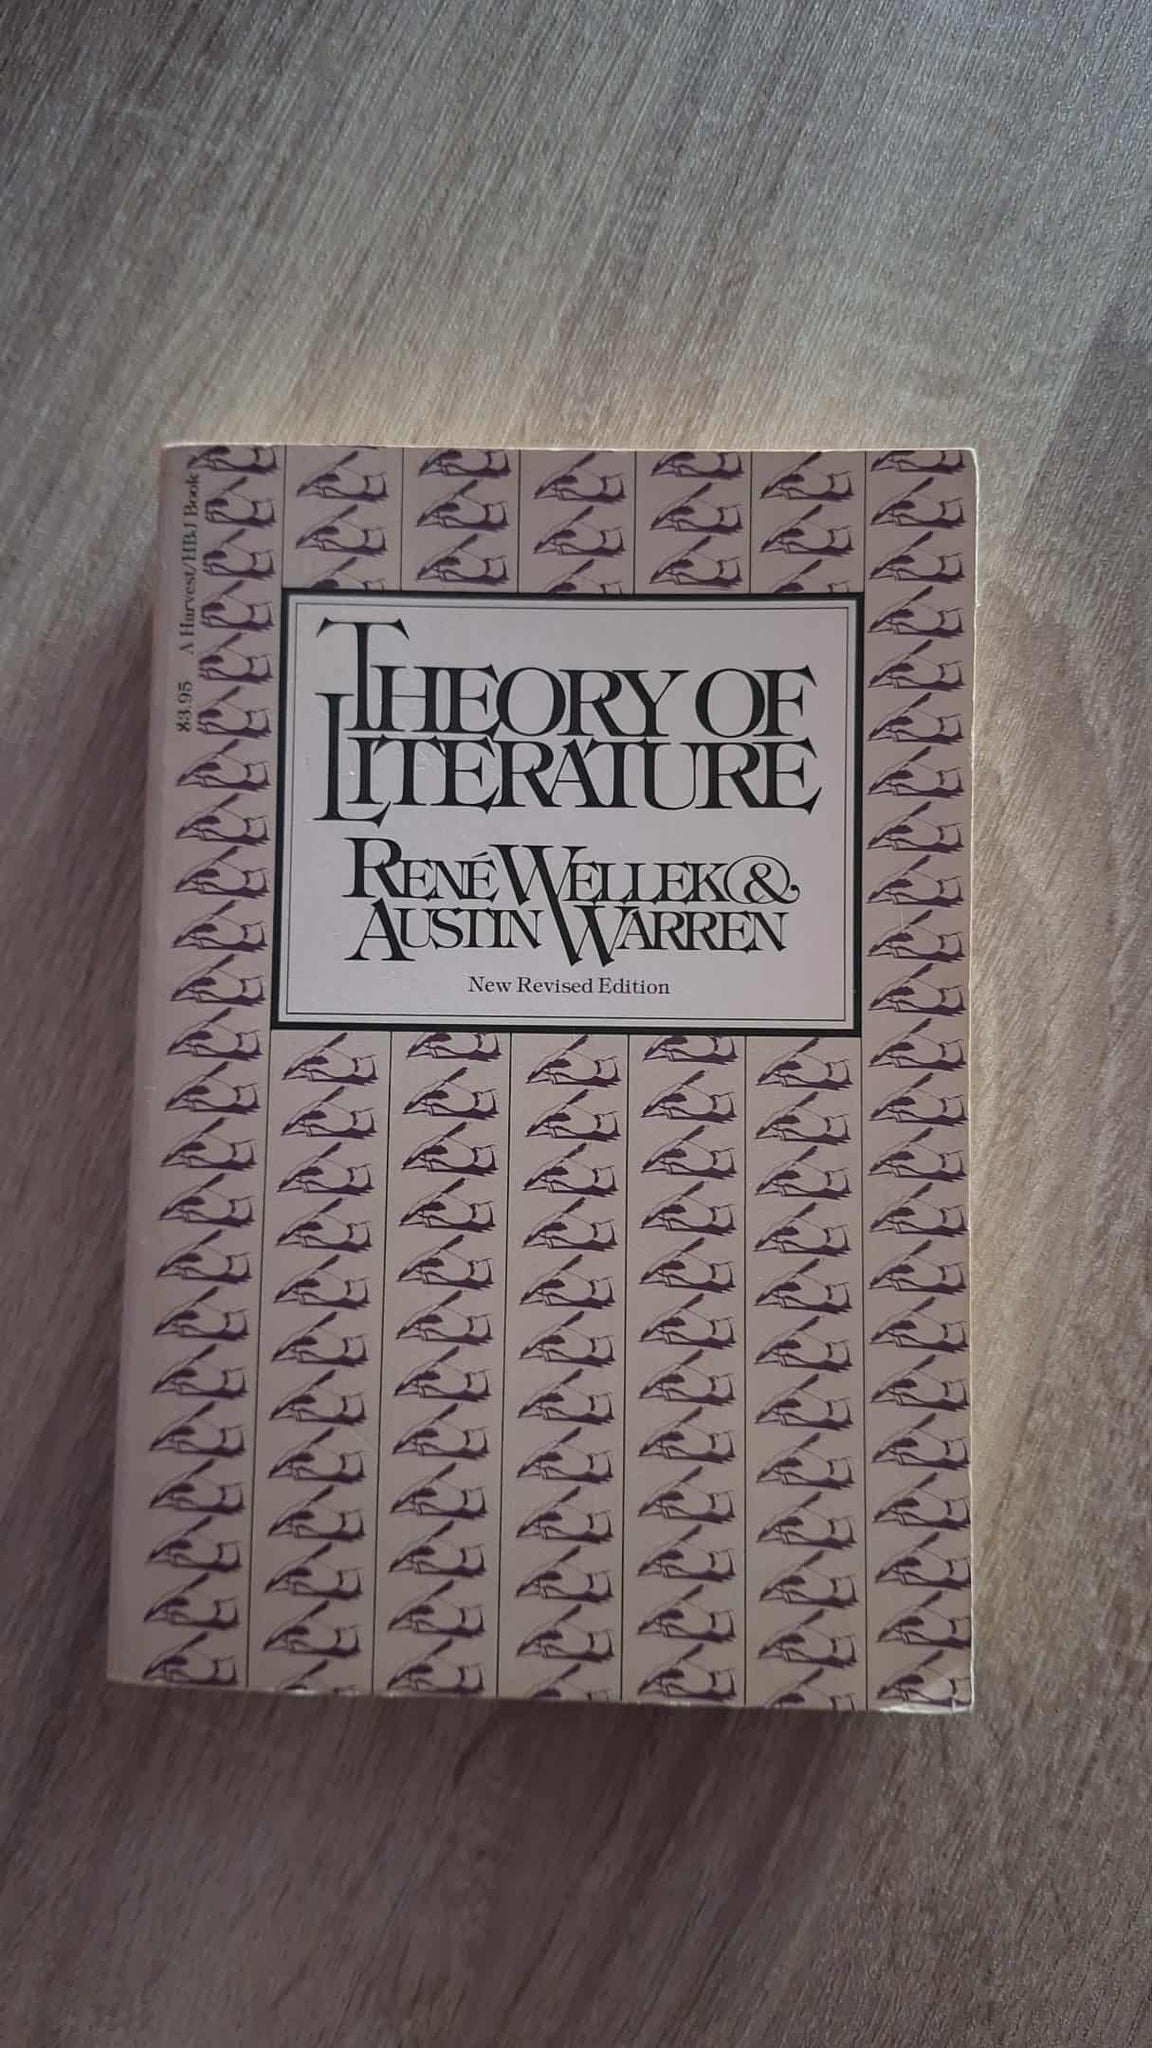 $3.95 A Harvest/HBJ Book
THEORY OF
LITERATURE
RENÉ WELLEK &
AUSTIN WARREN
New Revised Edition